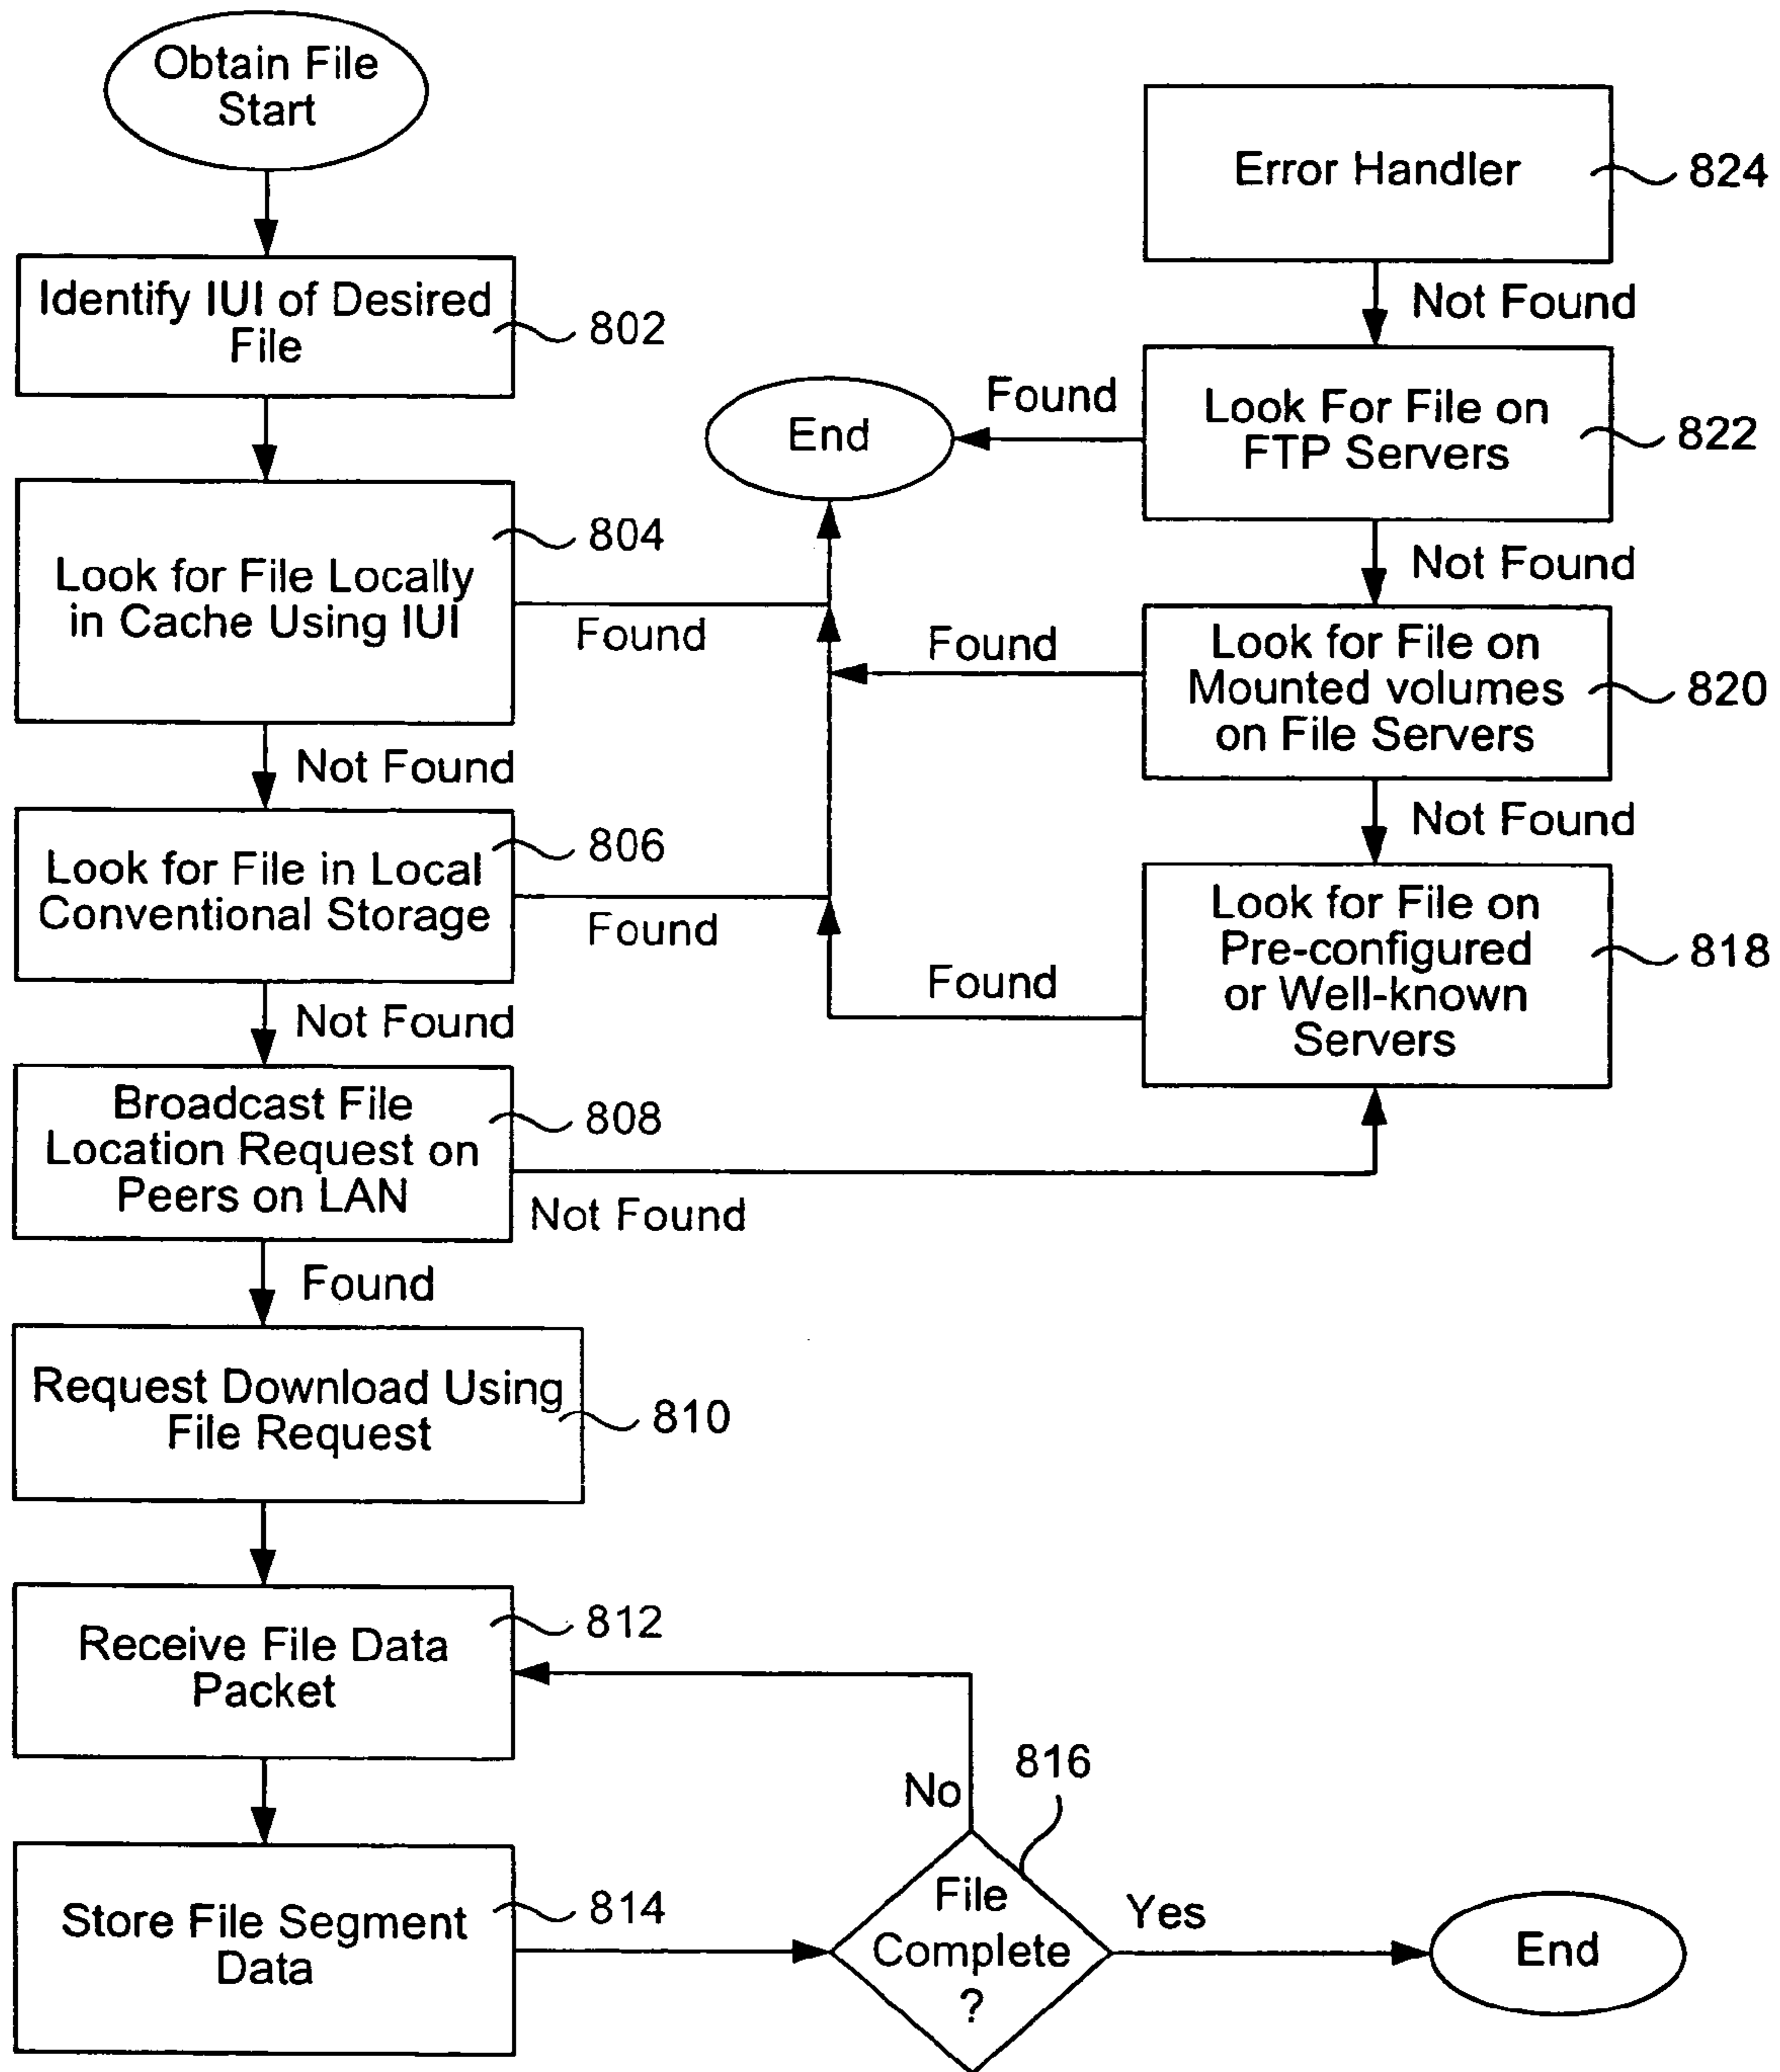 Obtain File
Start
Identify IUI of Desired
File
802
Look for File Locally
in Cache Using IUI
804
Found
Not Found
Look for File in Local
Conventional Storage
806
Found
Not Found
Broadcast File
Location Request on
Peers on LAN
808
Not Found
Found
Request Download Using
File Request
810
Receive File Data
Packet
812
Store File Segment
Data
814
File
Complete
?
816
No
Yes
End
Error Handler
824
Not Found
Look For File on
FTP Servers
822
Found
End
Not Found
Look for File on
Mounted volumes
on File Servers
820
Found
Not Found
Look for File on
Pre-configured
or Well-known
Servers
818
Found